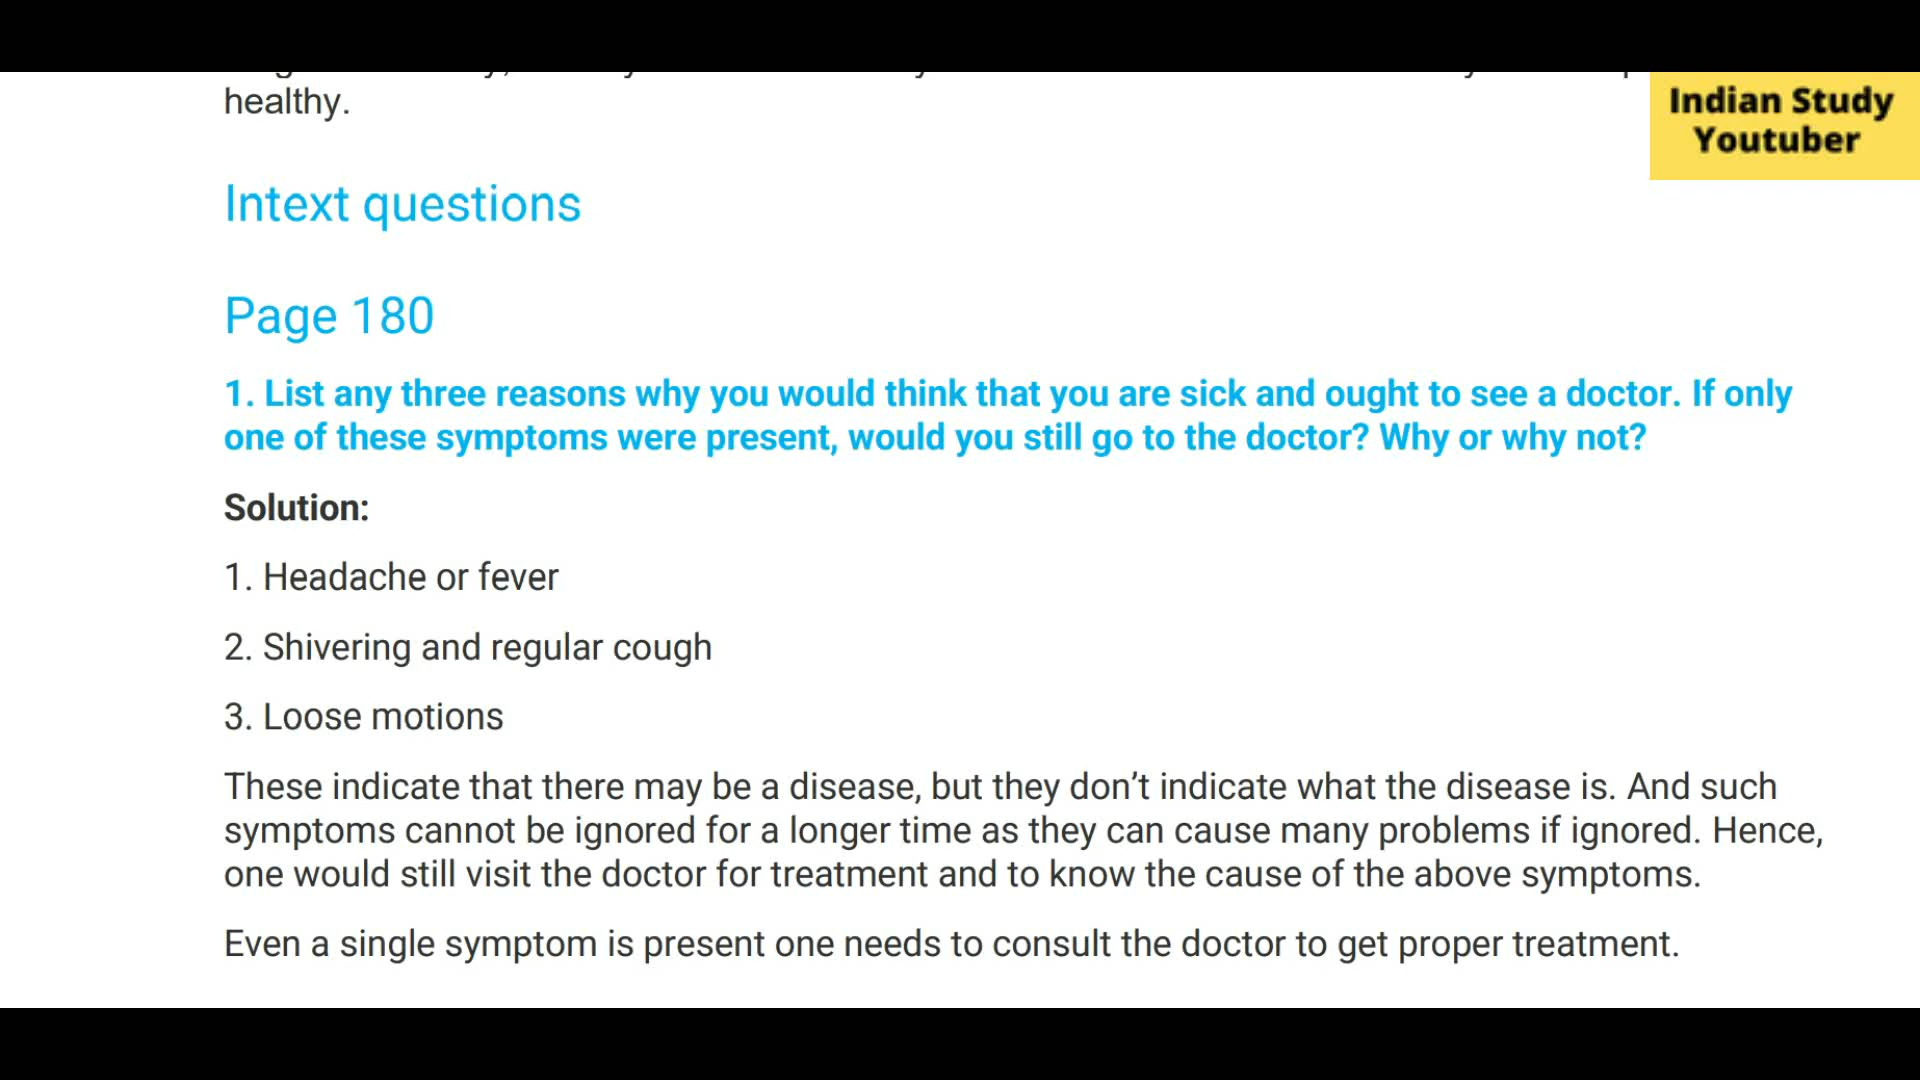 healthy.
Indian Study
Youtuber
Intext questions
Page 180
1. List any three reasons why you would think that you are sick and ought to see a doctor. If only
one of these symptoms were present, would you still go to the doctor? Why or why not?
Solution:
1. Headache or fever
2. Shivering and regular cough
3. Loose motions
These indicate that there may be a disease, but they don’t indicate what the disease is. And such
symptoms cannot be ignored for a longer time as they can cause many problems if ignored. Hence,
one would still visit the doctor for treatment and to know the cause of the above symptoms.
Even a single symptom is present one needs to consult the doctor to get proper treatment.